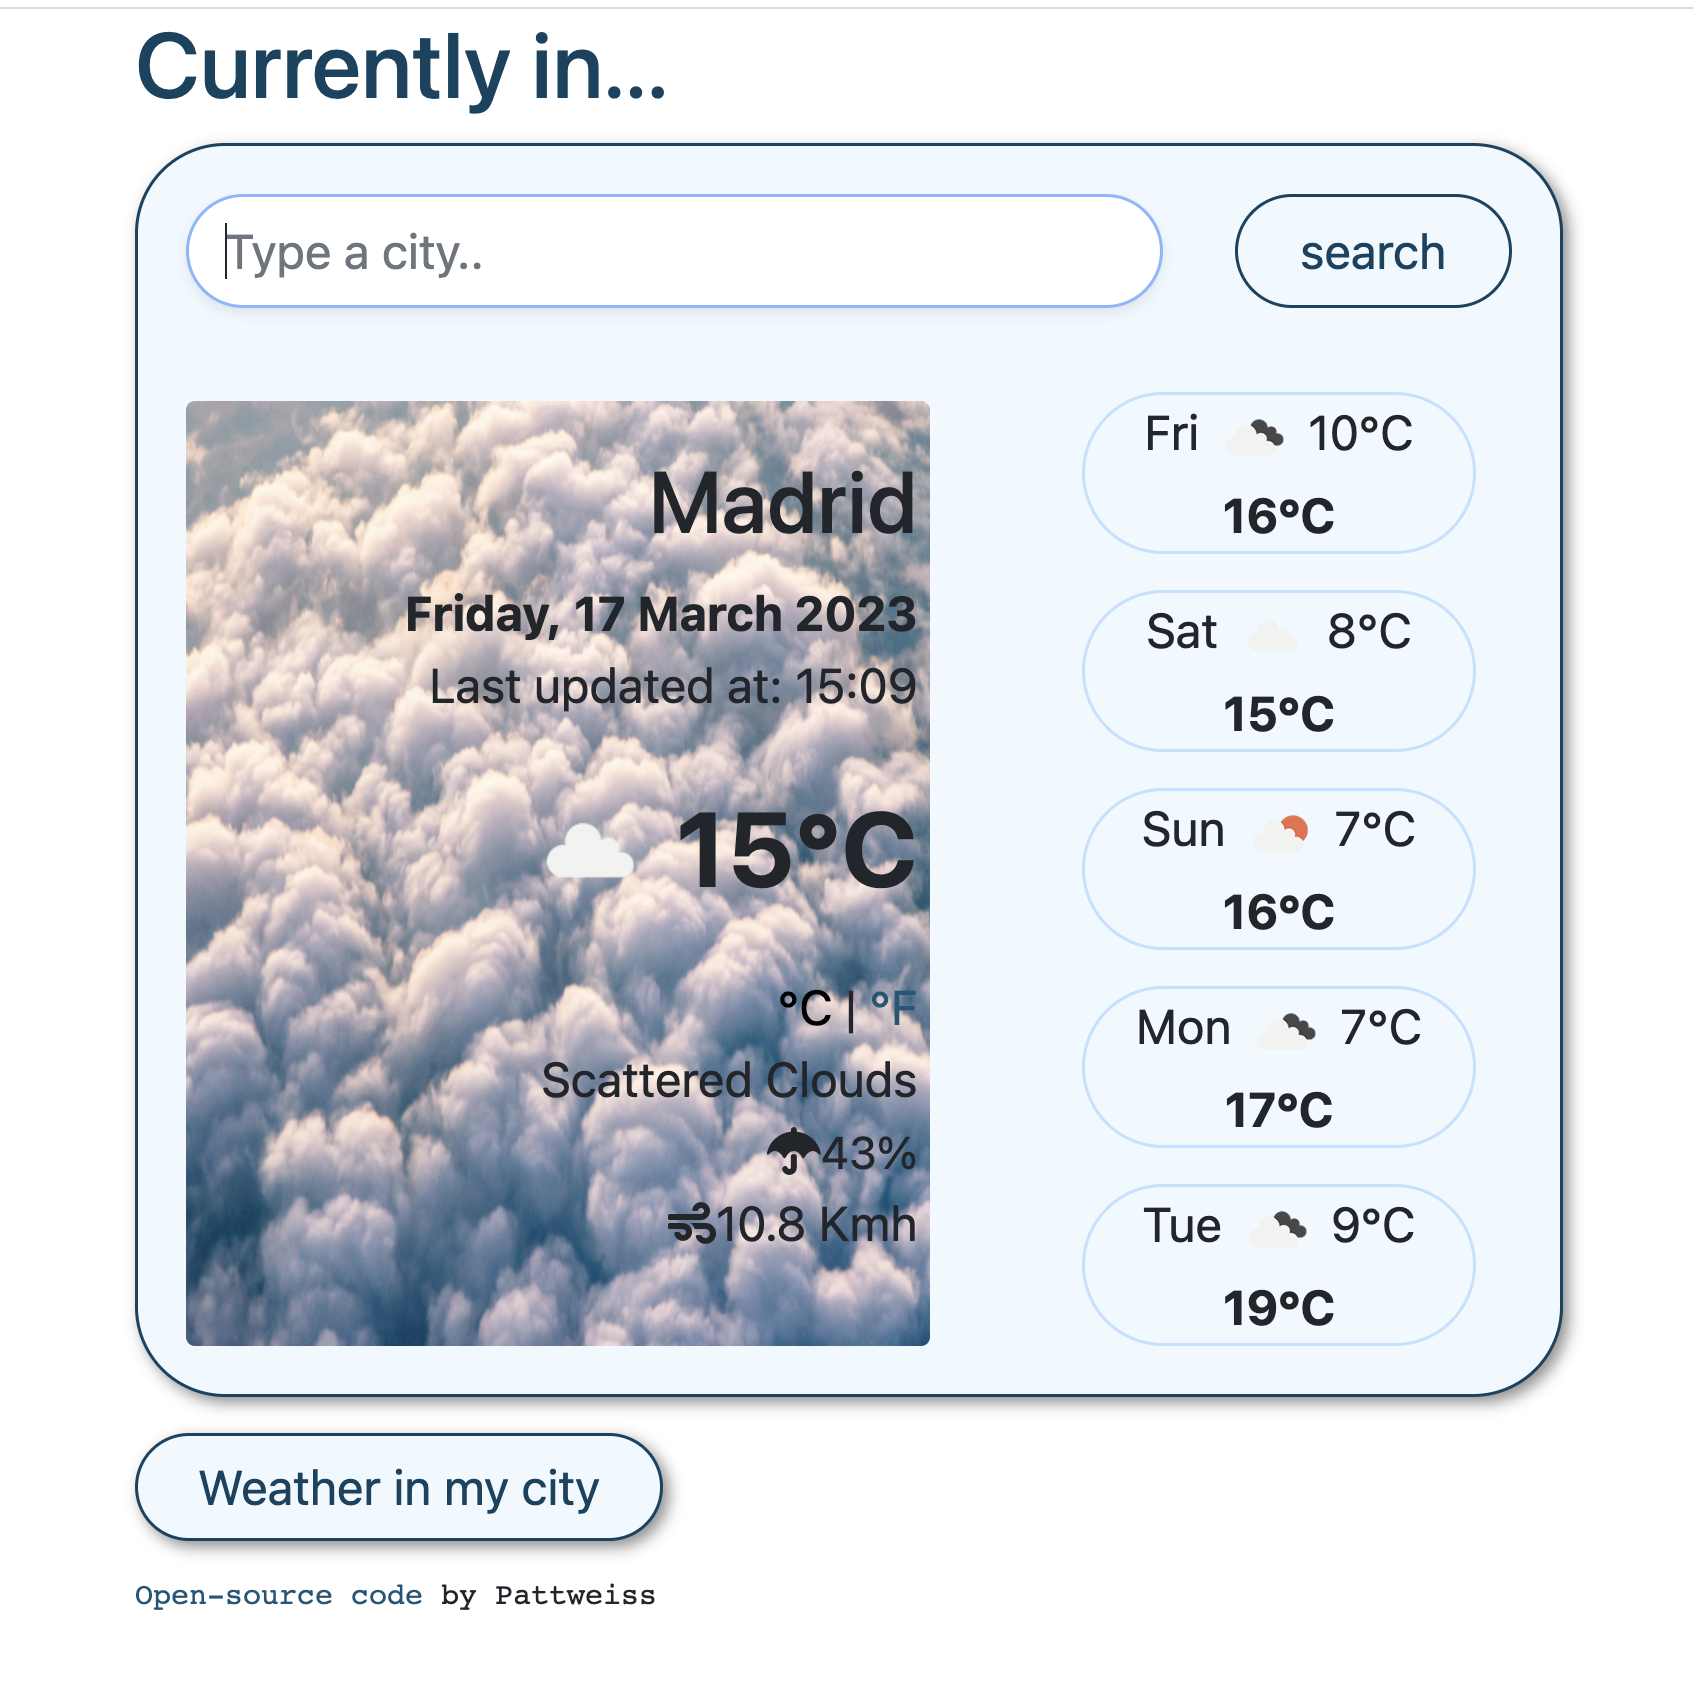 Currently in...
Type a city..
search
Madrid
Friday, 17 March 2023
Last updated at: 15:09
15°C
°C | °F
Scattered Clouds
43%
10.8 Kmh
Fri 10°C
16°C
Sat 8°C
15°C
Sun 7°C
16°C
Mon 7°C
17°C
Tue 9°C
19°C
Weather in my city
Open-source code by Pattweiss